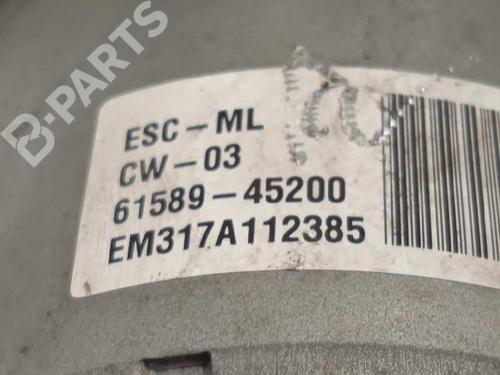 B-PARTS
ESC-ML
CW-03
61589-45200
EM317A112385